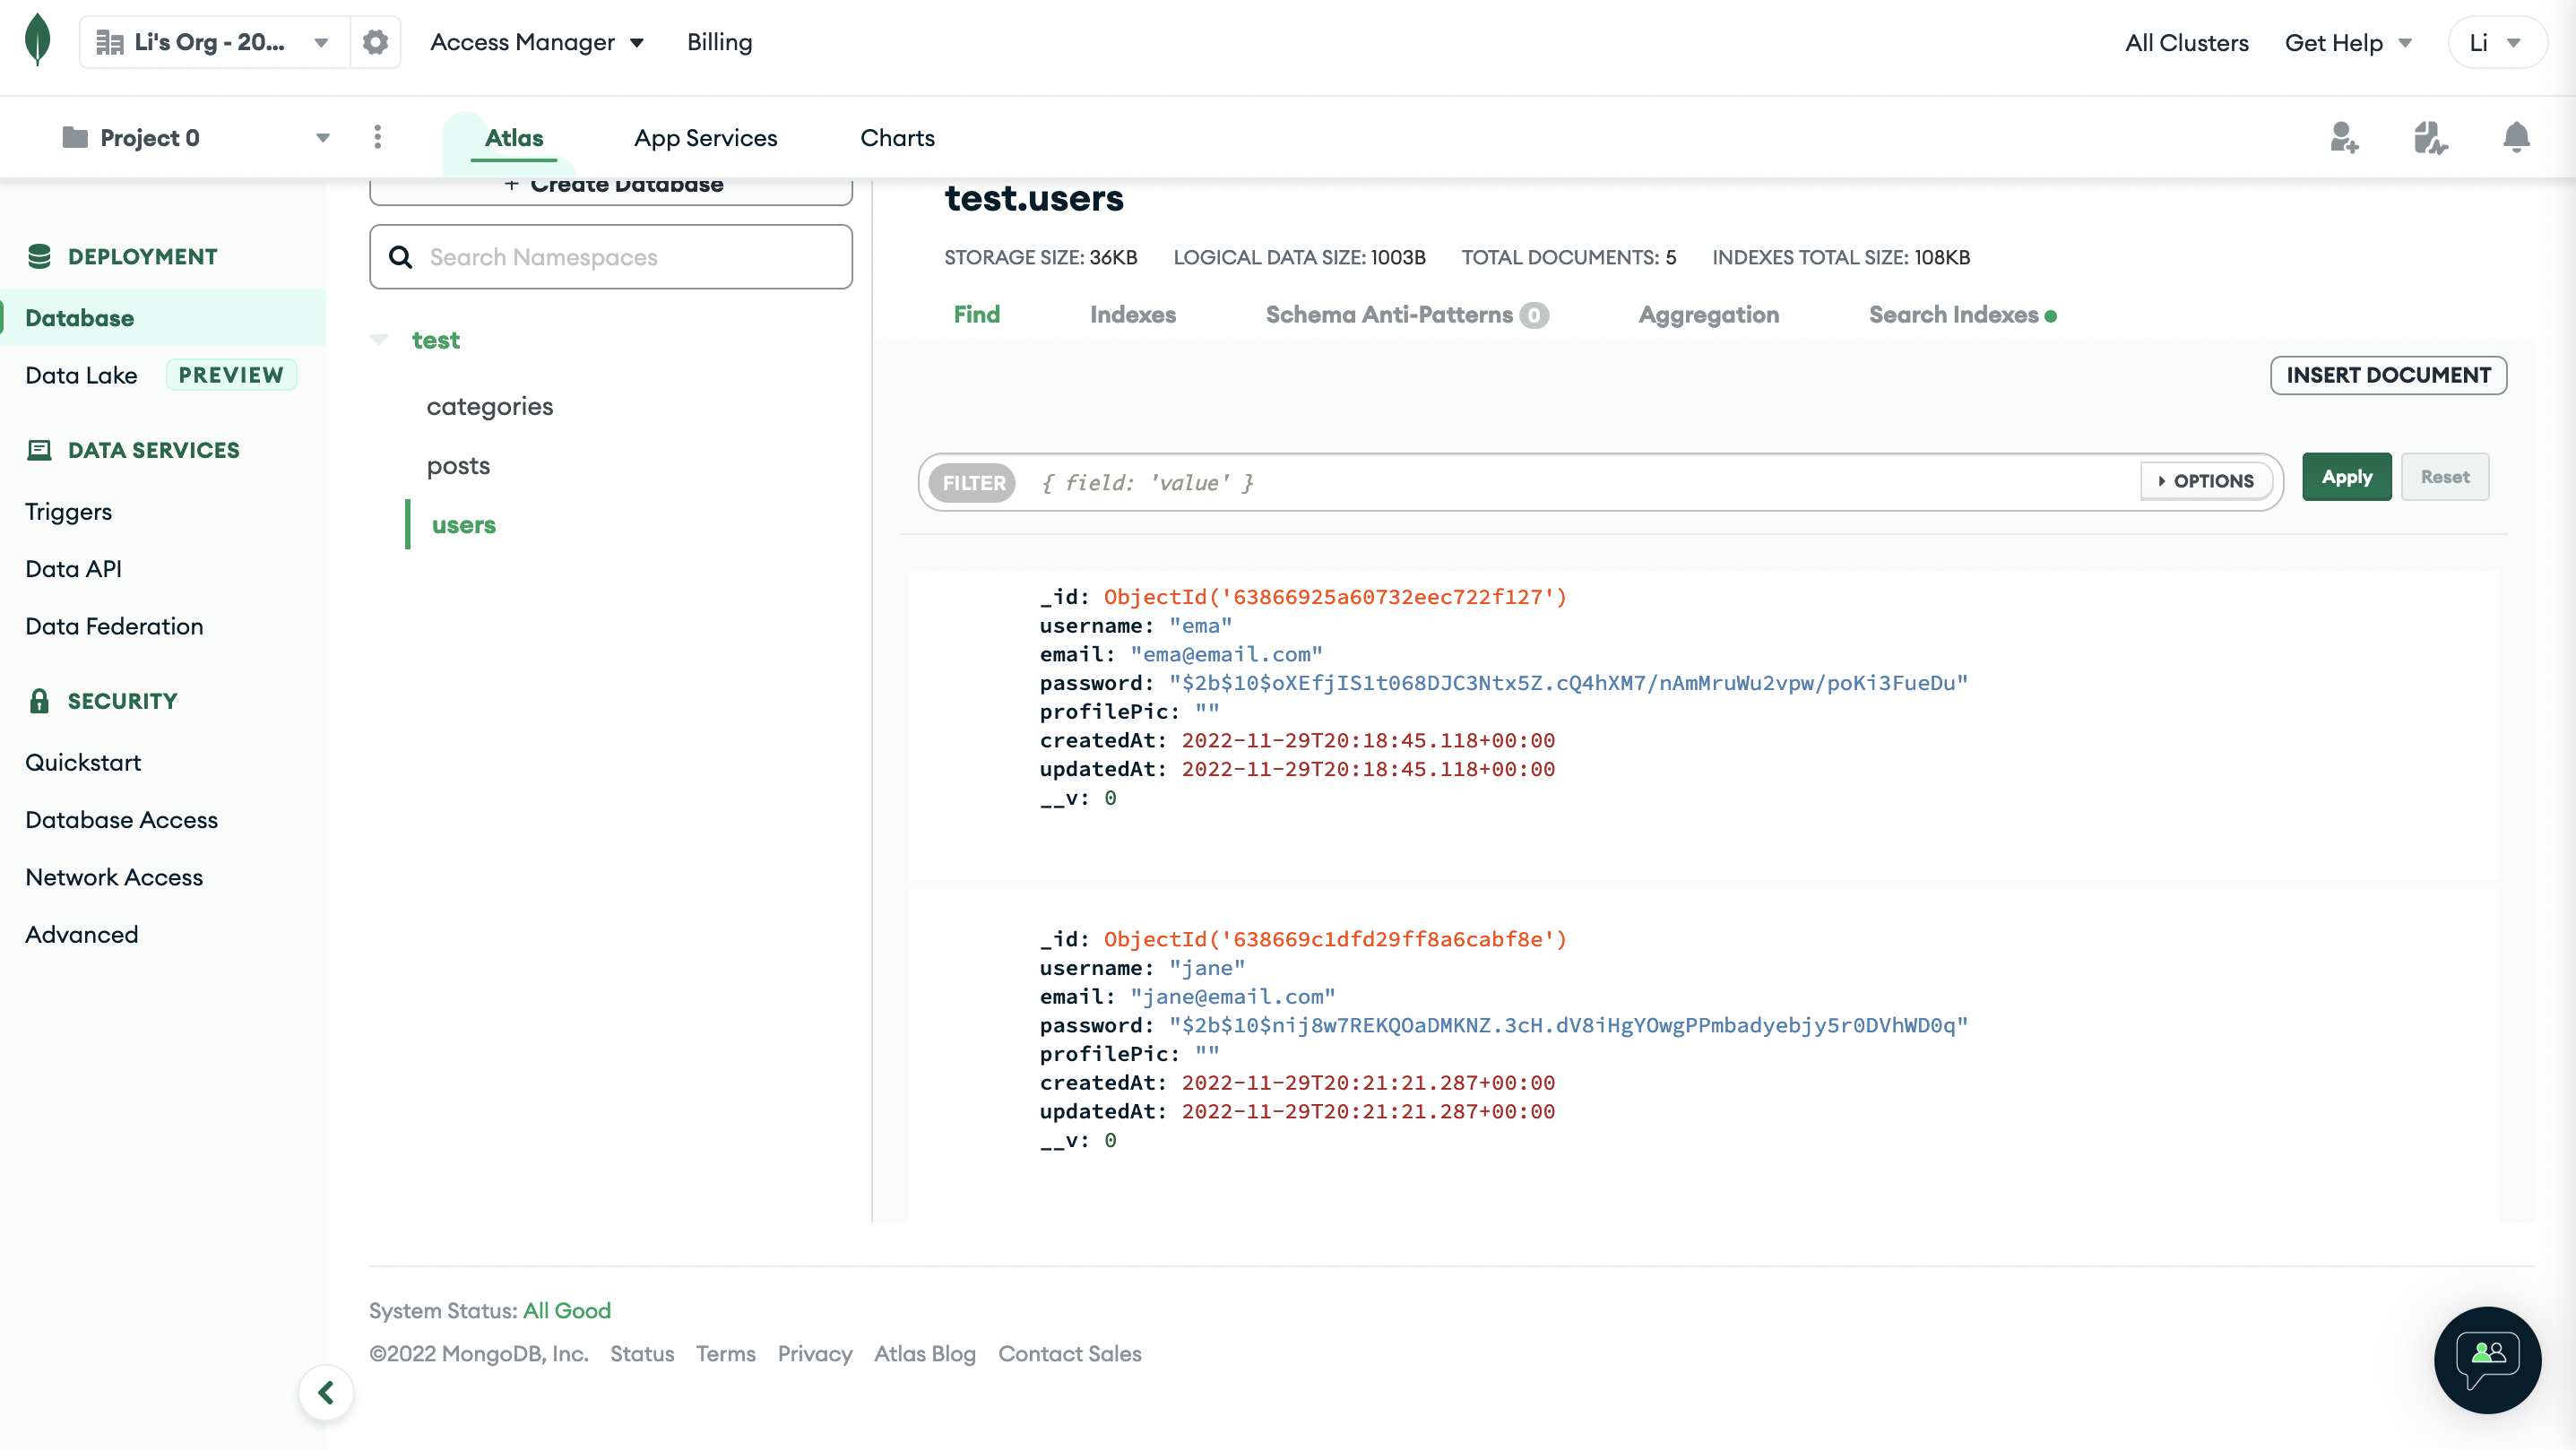 Li's Org - 20...
Access Manager
Billing
All Clusters
Get Help
Li
Project 0
Atlas
App Services
Charts
DEPLOYMENT
Database
Data Lake PREVIEW
DATA SERVICES
Triggers
Data API
Data Federation
SECURITY
Quickstart
Database Access
Network Access
Advanced
+ Create Database
Search Namespaces
test
categories
posts
users
test.users
STORAGE SIZE: 36KB LOGICAL DATA SIZE: 1003B TOTAL DOCUMENTS: 5 INDEXES TOTAL SIZE: 108KB
Find Indexes Schema Anti-Patterns 0 Aggregation Search Indexes
INSERT DOCUMENT
FILTER { field: 'value' } OPTIONS Apply Reset
_id: ObjectId('63866925a60732eec722f127')
username: "ema"
email: "ema@email.com"
password: "$2b$10$oXEfjIS1t068DJC3Ntx5Z.cQ4hXM7/nAmMruWu2vpw/poKi3FueDu"
profilePic: ""
createdAt: 2022-11-29T20:18:45.118+00:00
updatedAt: 2022-11-29T20:18:45.118+00:00
__v: 0
_id: ObjectId('638669c1dfd29ff8a6cabf8e')
username: "jane"
email: "jane@email.com"
password: "$2b$10$nij8w7REKQOaDMKNZ.3cH.dV8iHgYOwgPPmbadyebjy5r0DVhWD0q"
profilePic: ""
createdAt: 2022-11-29T20:21:21.287+00:00
updatedAt: 2022-11-29T20:21:21.287+00:00
__v: 0
System Status: All Good
©2022 MongoDB, Inc. Status Terms Privacy Atlas Blog Contact Sales